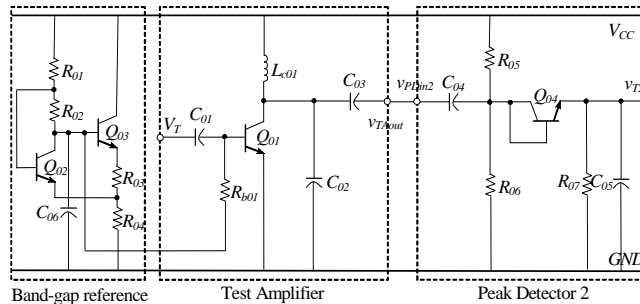 V_CC
R_01
L_c01
R_05
C_03
v_PDin2
C_04
R_02
C_01
Q_04
V_T
Q_03
Q_01
v_TAout
Q_02
R_03
R_b01
C_02
R_06
R_07
C_05
C_06
R_04
GND
Band-gap reference
Test Amplifier
Peak Detector 2